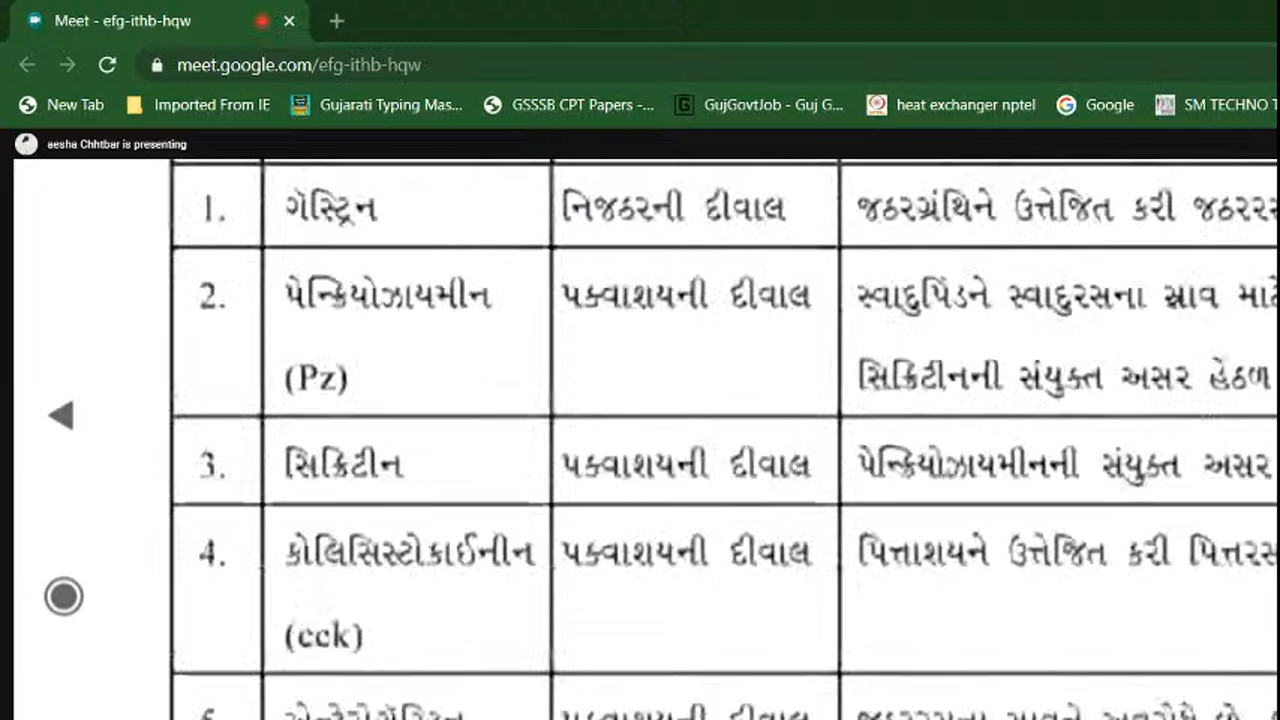 Meet - efg-ithb-hqw
meet.google.com/efg-ithb-hqw
New Tab Imported From IE Gujarati Typing Mas... GSSSB CPT Papers -... GujGovtJob - Guj G... heat exchanger nptel Google SM TECHNO
aesha Chhtbar is presenting
1. ગૅસ્ટ્રિન નિજઠરની દીવાલ જઠરગ્રંથિને ઉત્તેજિત કરી
2. પેન્ક્રિયોઝાયમીન પક્વાશયની દીવાલ સ્વાદુપિંડને સ્વાદુરસના સ્રાવ માટે
(Pz) સિક્રિટીનની સંયુક્ત અસર હેઠળ
3. સિક્રિટીન પક્વાશયની દીવાલ પેન્ક્રિયોઝાયમીનની સંયુક્ત અસર
4. કોલિસિસ્ટોકાઈનીન પક્વાશયની દીવાલ પિત્તાશયને ઉત્તેજિત કરી
(cck)